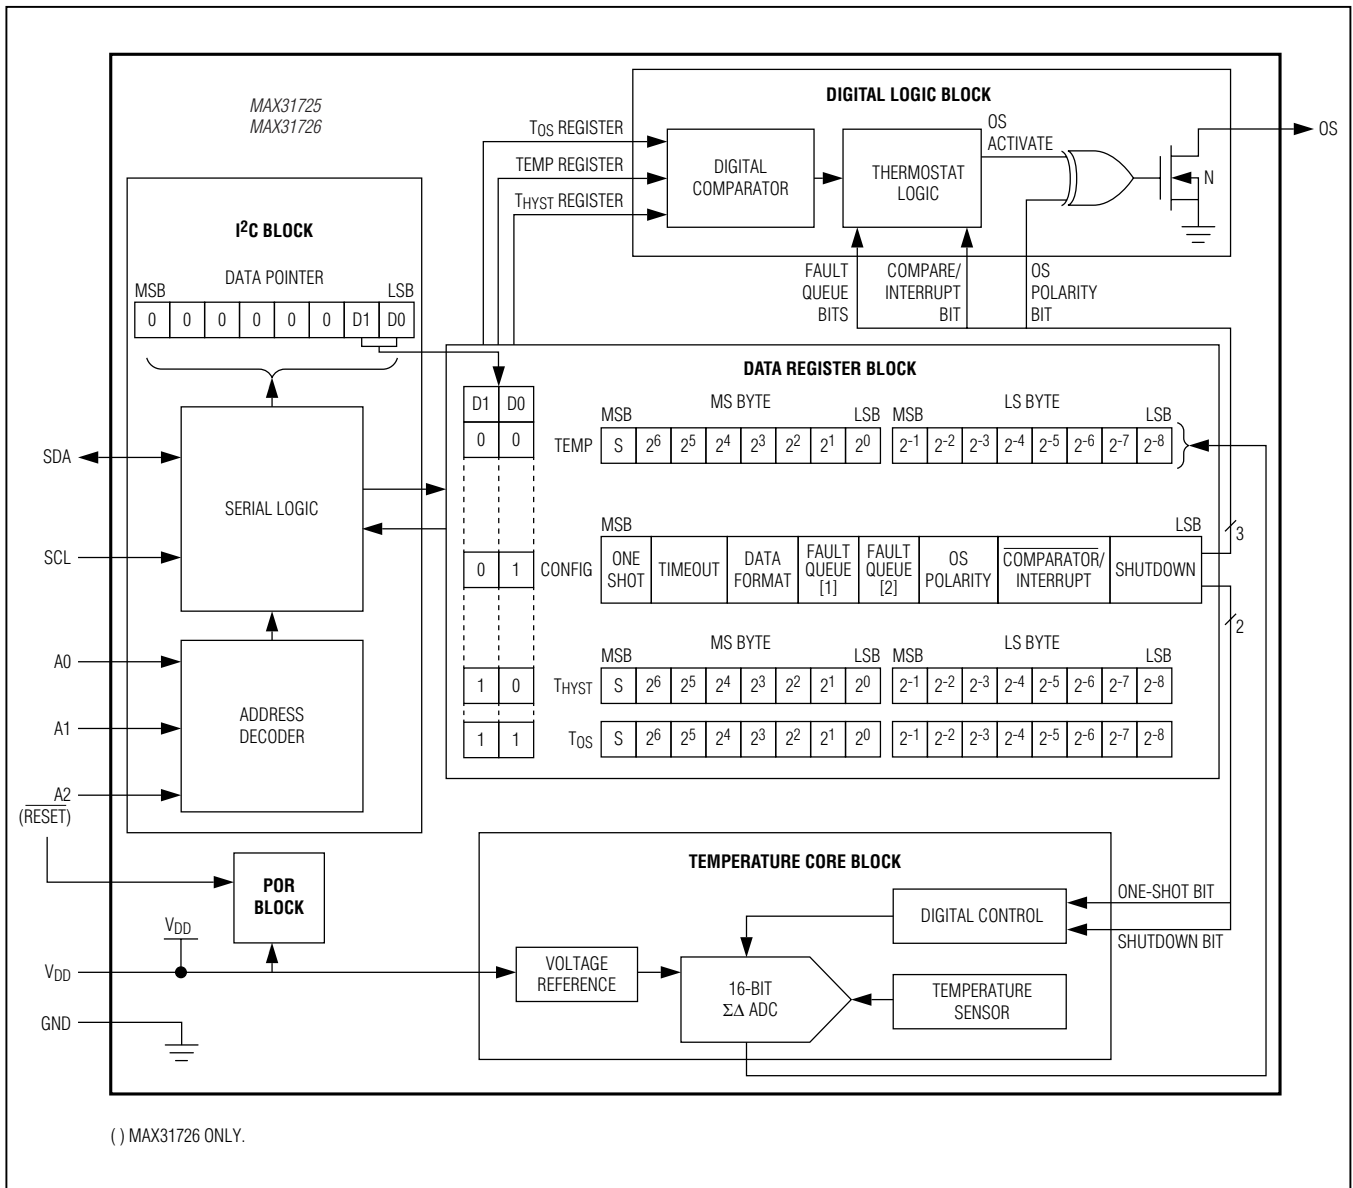 MAX31725
MAX31726
DIGITAL LOGIC BLOCK
TOS REGISTER
TEMP REGISTER
THYST REGISTER
DIGITAL
COMPARATOR
THERMOSTAT
LOGIC
OS
ACTIVATE
N
OS
FAULT
QUEUE
BITS
COMPARE/
INTERRUPT
BIT
OS
POLARITY
BIT
I²C BLOCK
DATA POINTER
MSB LSB
0 0 0 0 0 0 D1 D0
SERIAL LOGIC
ADDRESS
DECODER
SDA
SCL
A0
A1
A2
(RESET)
DATA REGISTER BLOCK
D1 D0
MS BYTE LS BYTE
MSB LSB MSB LSB
0 0 TEMP S 2⁶ 2⁵ 2⁴ 2³ 2² 2¹ 2⁰ 2⁻¹ 2⁻² 2⁻³ 2⁻⁴ 2⁻⁵ 2⁻⁶ 2⁻⁷ 2⁻⁸
MSB LSB
3
0 1 CONFIG
ONE
SHOT
TIMEOUT
DATA
FORMAT
FAULT
QUEUE
[1]
FAULT
QUEUE
[2]
OS
POLARITY
COMPARATOR/
INTERRUPT
SHUTDOWN
2
MS BYTE LS BYTE
MSB LSB MSB LSB
1 0 THYST S 2⁶ 2⁵ 2⁴ 2³ 2² 2¹ 2⁰ 2⁻¹ 2⁻² 2⁻³ 2⁻⁴ 2⁻⁵ 2⁻⁶ 2⁻⁷ 2⁻⁸
1 1 TOS S 2⁶ 2⁵ 2⁴ 2³ 2² 2¹ 2⁰ 2⁻¹ 2⁻² 2⁻³ 2⁻⁴ 2⁻⁵ 2⁻⁶ 2⁻⁷ 2⁻⁸
POR
BLOCK
VDD
VDD
GND
TEMPERATURE CORE BLOCK
DIGITAL CONTROL
ONE-SHOT BIT
SHUTDOWN BIT
VOLTAGE
REFERENCE
16-BIT
ΣΔ ADC
TEMPERATURE
SENSOR
( ) MAX31726 ONLY.